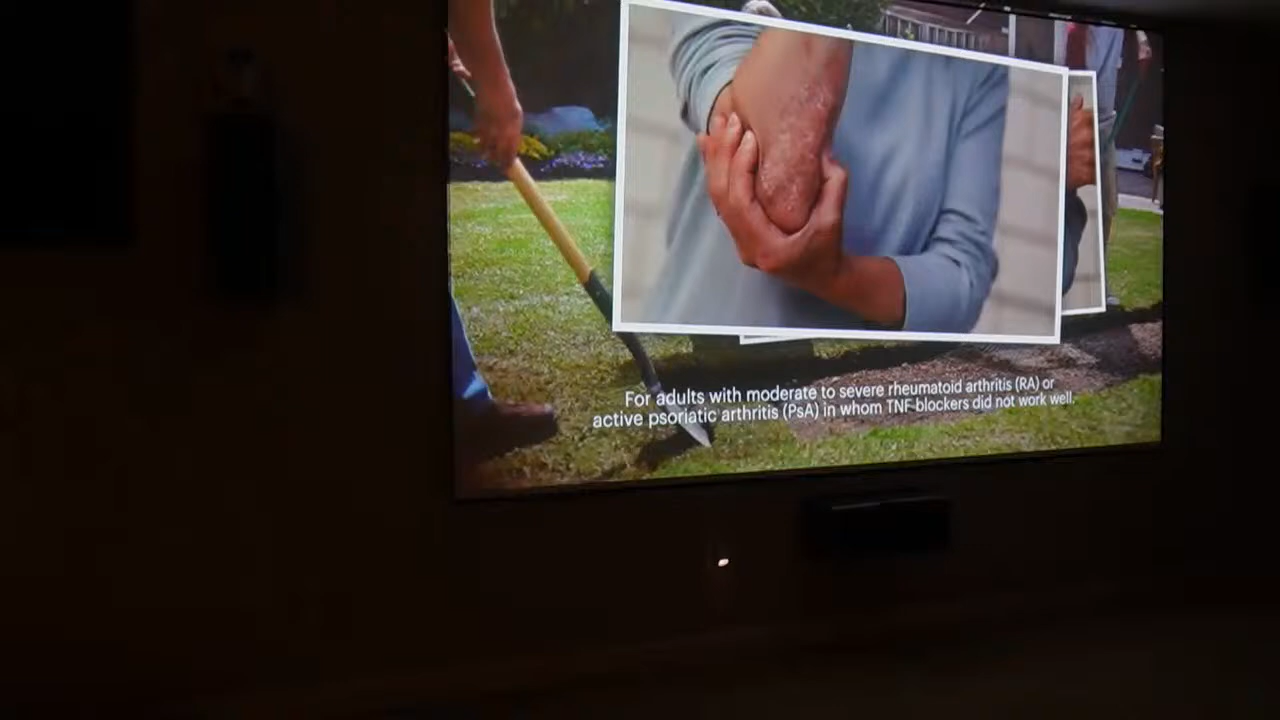 For adults with moderate to severe rheumatoid arthritis (RA) or
active psoriatic arthritis (PsA) in whom TNF blockers did not work well.